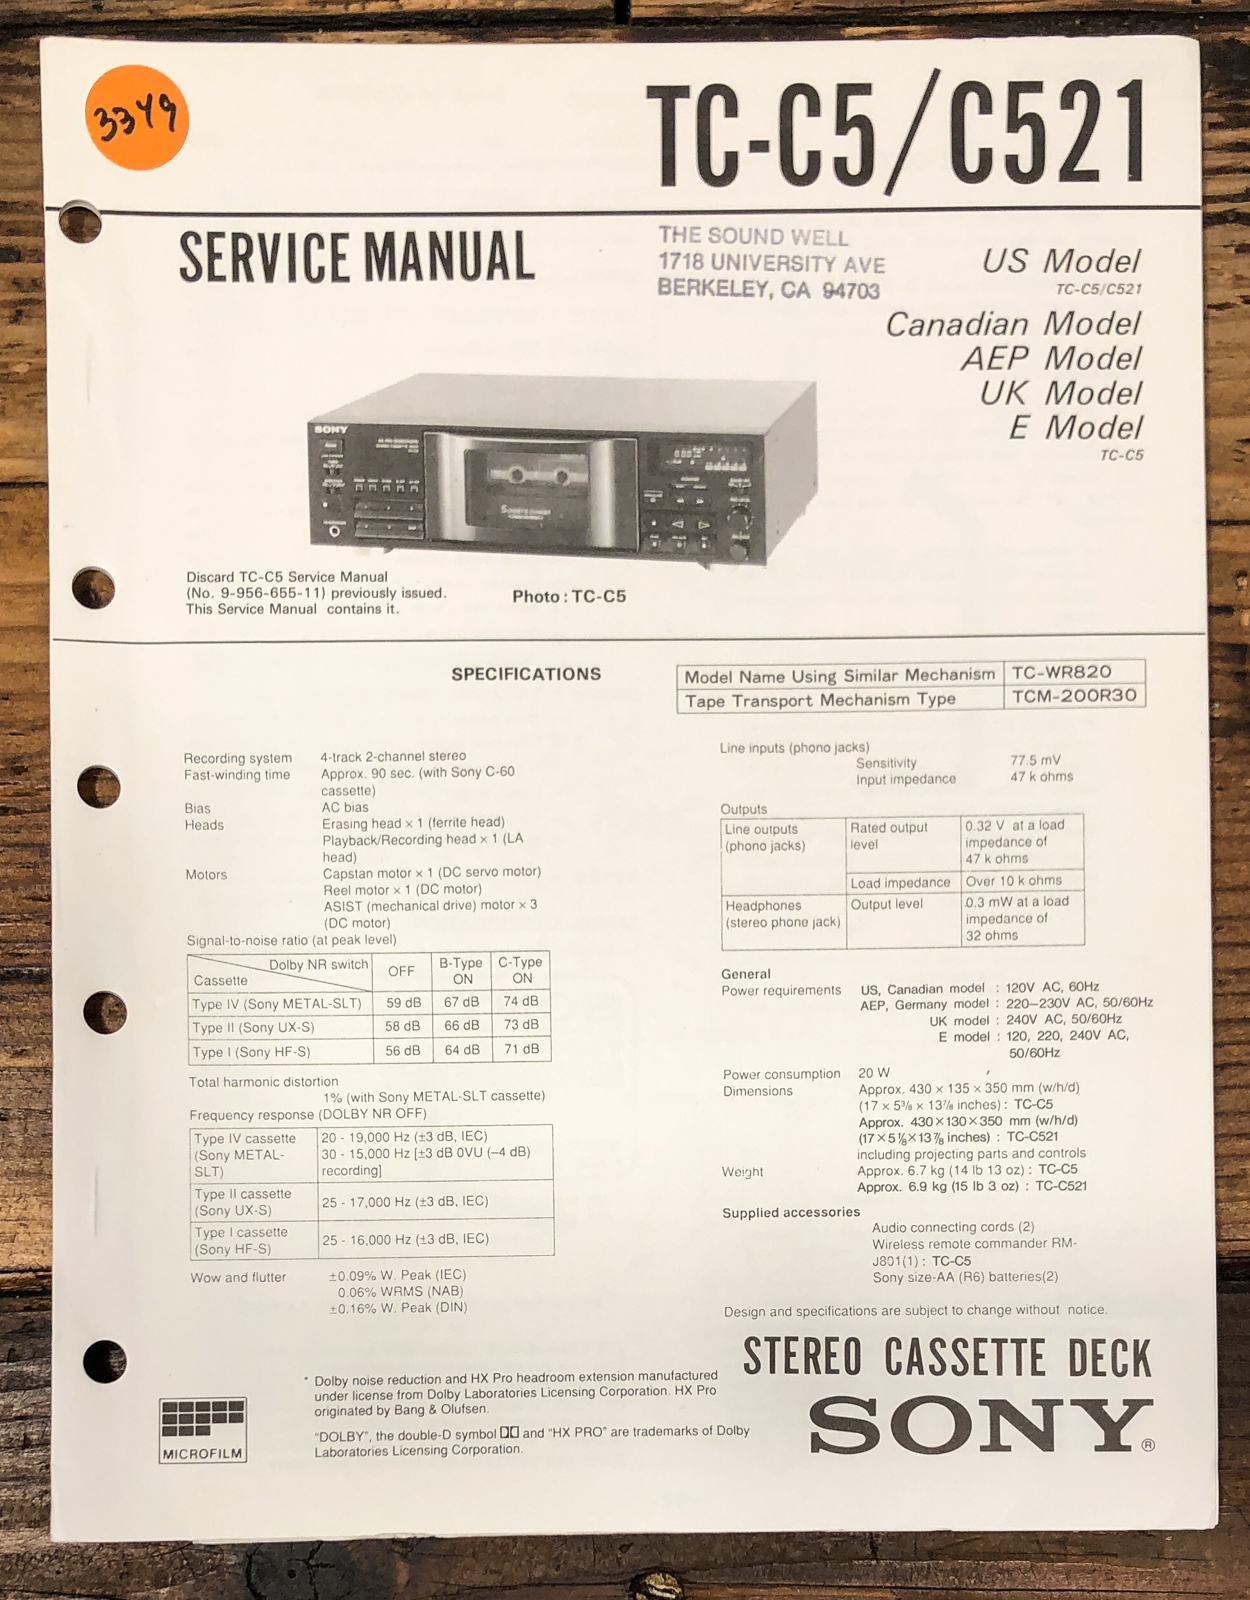 3349
TC-C5/C521
SERVICE MANUAL
THE SOUND WELL
1718 UNIVERSITY AVE
BERKELEY, CA 94703
US Model
TC-C5/C521
Canadian Model
AEP Model
UK Model
E Model
TC-C5
SONY
Discard TC-C5 Service Manual
(No. 9-956-655-11) previously issued.
This Service Manual contains it.
Photo : TC-C5
SPECIFICATIONS
Model Name Using Similar Mechanism TC-WR820
Tape Transport Mechanism Type TCM-200R30
Recording system 4-track 2-channel stereo
Fast-winding time Approx. 90 sec. (with Sony C-60
cassette)
Bias AC bias
Heads Erasing head × 1 (ferrite head)
Playback/Recording head × 1 (LA
head)
Motors Capstan motor × 1 (DC servo motor)
Reel motor × 1 (DC motor)
ASIST (mechanical drive) motor × 3
(DC motor)
Signal-to-noise ratio (at peak level)
Dolby NR switch
Cassette
OFF
B-Type
ON
C-Type
ON
Type IV (Sony METAL-SLT) 59 dB 67 dB 74 dB
Type II (Sony UX-S) 58 dB 66 dB 73 dB
Type I (Sony HF-S) 56 dB 64 dB 71 dB
Total harmonic distortion
1% (with Sony METAL-SLT cassette)
Frequency response (DOLBY NR OFF)
Type IV cassette
(Sony METAL-
SLT)
20 - 19,000 Hz (±3 dB, IEC)
30 - 15,000 Hz [±3 dB 0VU (−4 dB)
recording]
Type II cassette
(Sony UX-S)
25 - 17,000 Hz (±3 dB, IEC)
Type I cassette
(Sony HF-S)
25 - 16,000 Hz (±3 dB, IEC)
Wow and flutter ±0.09% W. Peak (IEC)
0.06% WRMS (NAB)
±0.16% W. Peak (DIN)
Line inputs (phono jacks)
Sensitivity 77.5 mV
Input impedance 47 k ohms
Outputs
Line outputs
(phono jacks)
Rated output
level
0.32 V at a load
impedance of
47 k ohms
Load impedance Over 10 k ohms
Headphones
(stereo phone jack)
Output level
0.3 mW at a load
impedance of
32 ohms
General
Power requirements US, Canadian model : 120V AC, 60Hz
AEP, Germany model : 220–230V AC, 50/60Hz
UK model : 240V AC, 50/60Hz
E model : 120, 220, 240V AC,
50/60Hz
Power consumption 20 W
Dimensions Approx. 430 × 135 × 350 mm (w/h/d)
(17 × 5 3/8 × 13 7/8 inches) : TC-C5
Approx. 430×130×350 mm (w/h/d)
(17×5 1/8×13 7/8 inches) : TC-C521
including projecting parts and controls
Weight Approx. 6.7 kg (14 lb 13 oz) : TC-C5
Approx. 6.9 kg (15 lb 3 oz) : TC-C521
Supplied accessories
Audio connecting cords (2)
Wireless remote commander RM-
J801(1) : TC-C5
Sony size-AA (R6) batteries(2)
Design and specifications are subject to change without notice.
* Dolby noise reduction and HX Pro headroom extension manufactured
under license from Dolby Laboratories Licensing Corporation. HX Pro
originated by Bang & Olufsen.
"DOLBY", the double-D symbol and "HX PRO" are trademarks of Dolby
Laboratories Licensing Corporation.
STEREO CASSETTE DECK
SONY®
MICROFILM